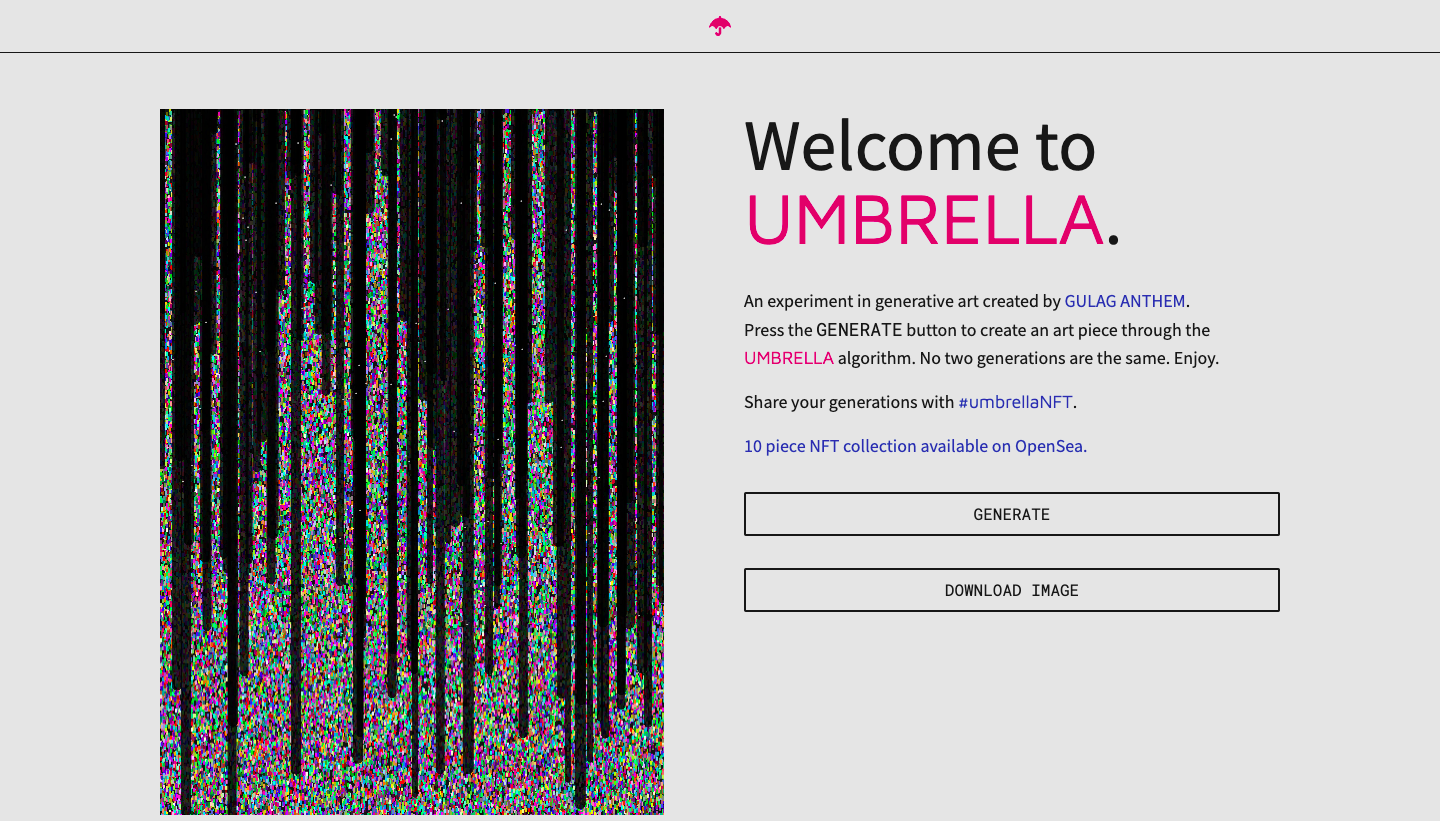 Welcome to
UMBRELLA.
An experiment in generative art created by GULAG ANTHEM.
Press the GENERATE button to create an art piece through the
UMBRELLA algorithm. No two generations are the same. Enjoy.
Share your generations with #umbrellaNFT.
10 piece NFT collection available on OpenSea.
GENERATE
DOWNLOAD IMAGE